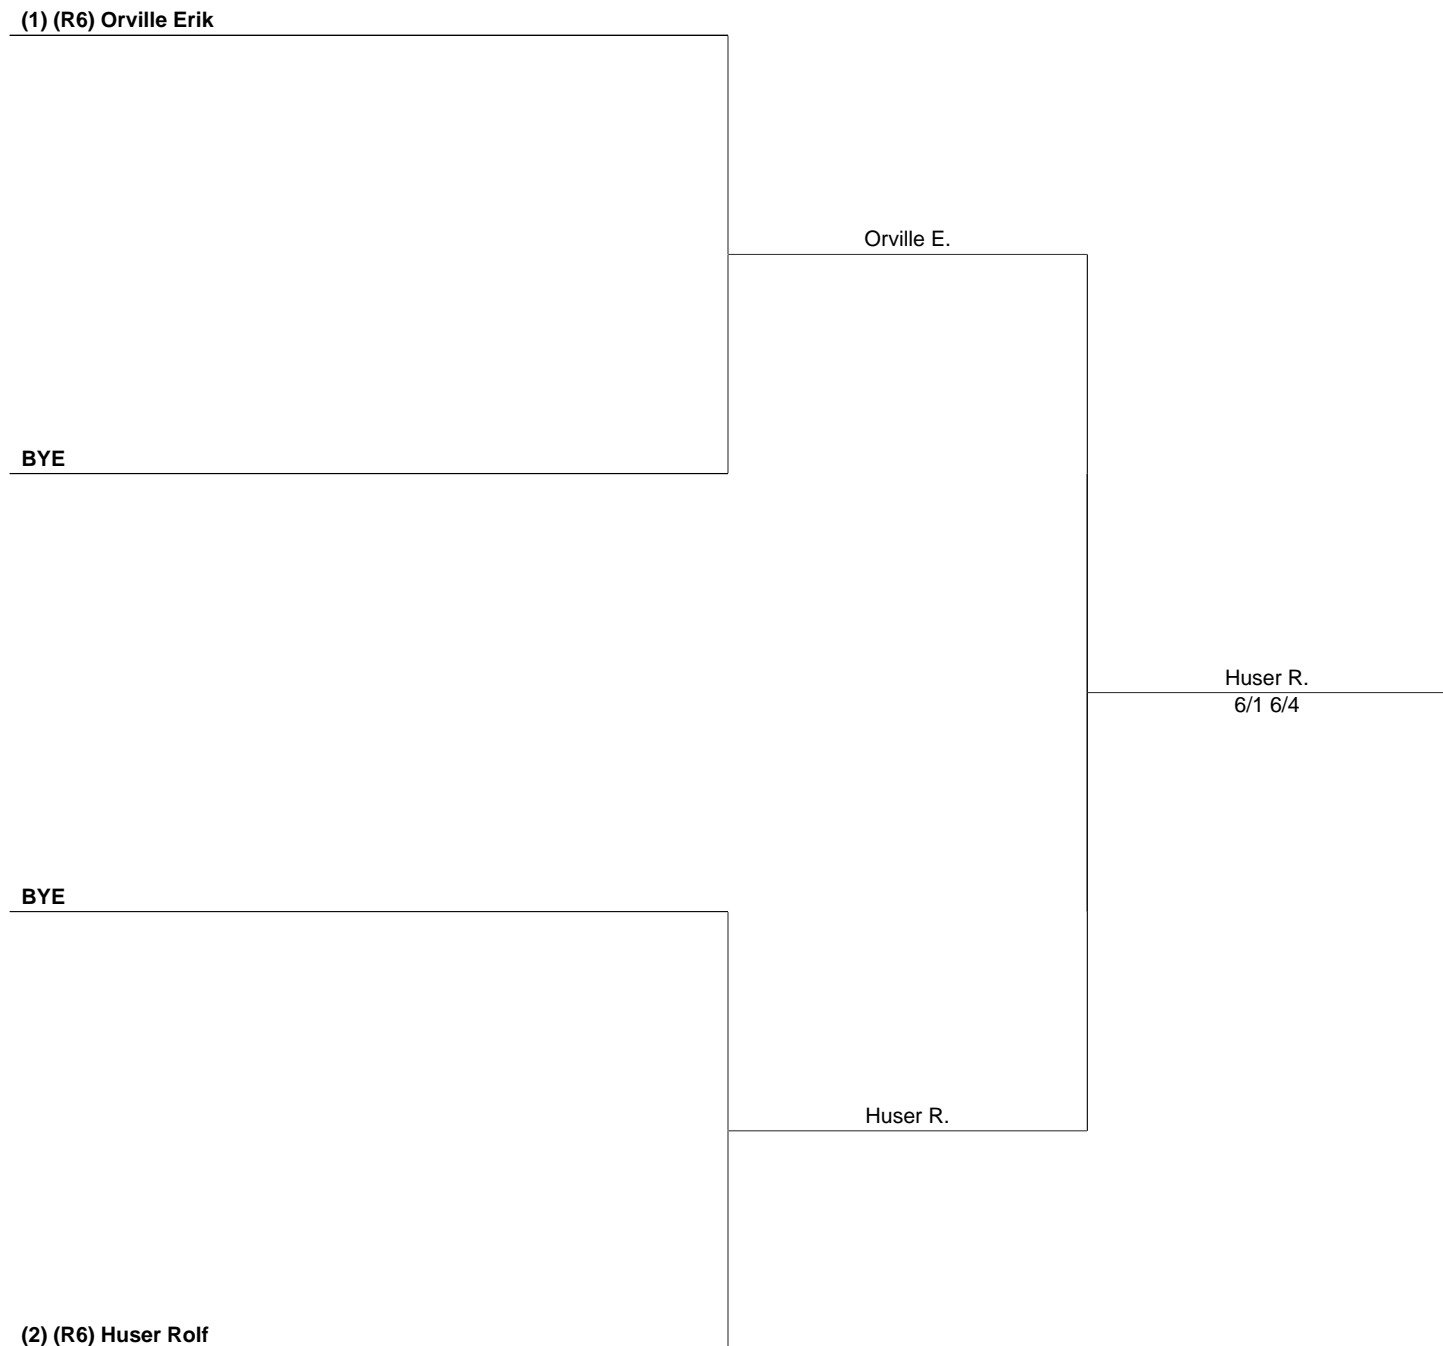 (1) (R6) Orville Erik
Orville E.
BYE
Huser R.
6/1 6/4
BYE
Huser R.
(2) (R6) Huser Rolf